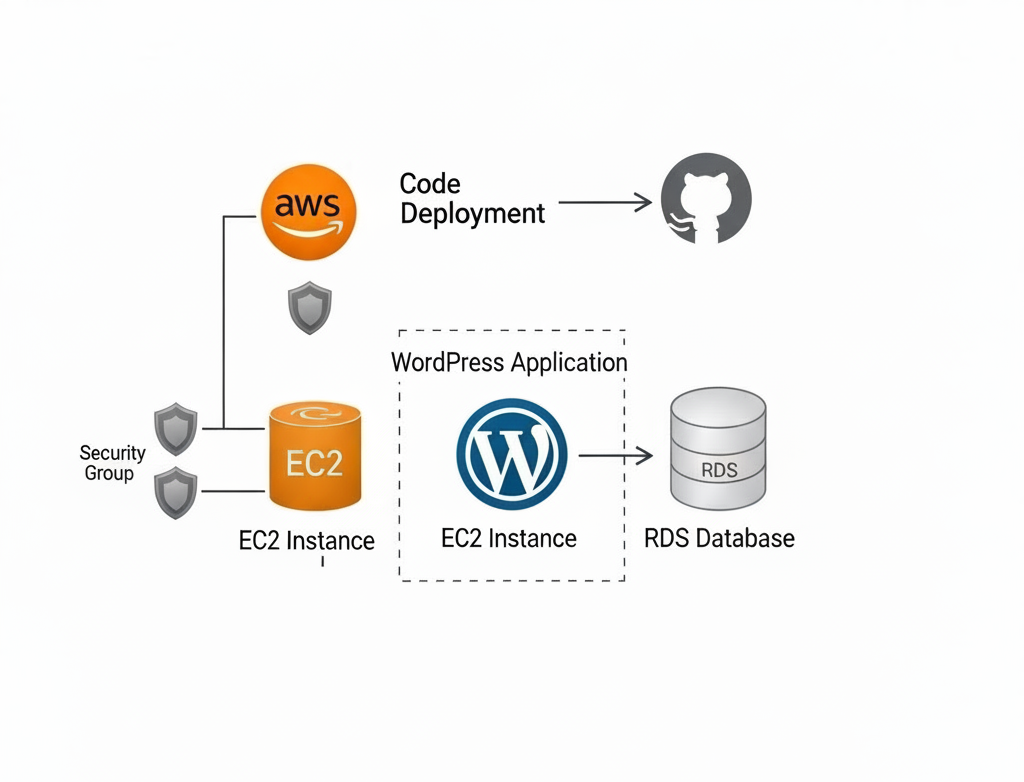 aws
Code
Deployment
WordPress Application
Security
Group
EC2
W
RDS
EC2 Instance
EC2 Instance
RDS Database